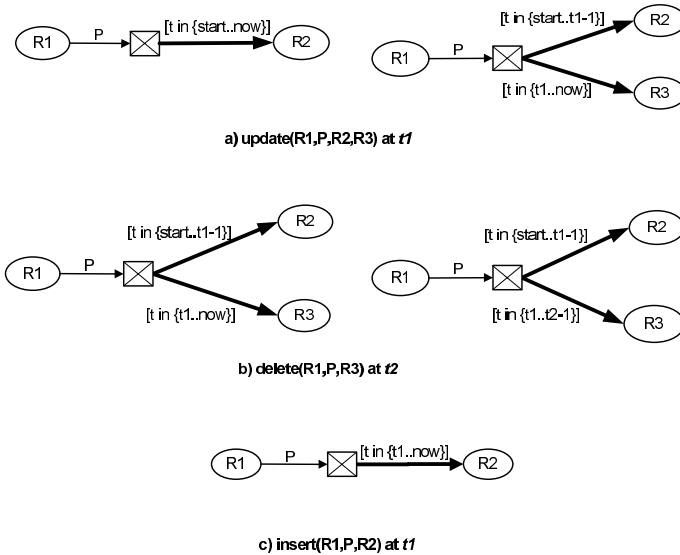 [t in {start..now}]
R1 P R2
[t in {start..t1-1}]
R2
R1 P
[t in {t1..now}]
R3
a) update(R1,P,R2,R3) at t1
[t in {start..t1-1}]
R2
R1 P
[t in {t1..now}]
R3
[t in {start..t1-1}]
R2
R1 P
[t in {t1..t2-1}]
R3
b) delete(R1,P,R3) at t2
[t in {t1..now}]
R1 P R2
c) insert(R1,P,R2) at t1